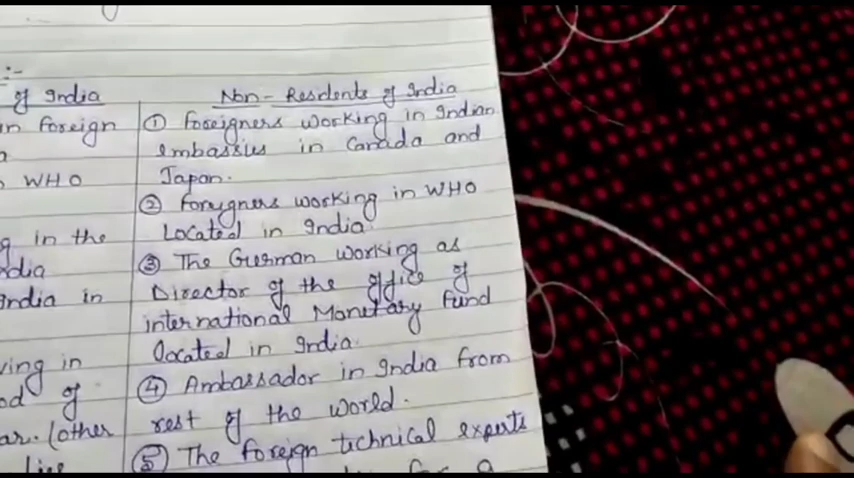 :-
of India
Non-Residents of India
in foreign
① Foreigners working in Indian
embassies in Canada and
Japan.
WHO
② Foreigners working in WHO
Located in India.
g in the
dia
③ The German working as
Director of the office of
India in
international Monetary Fund
located in India.
ving in
od of
④ Ambassador in India from
rest of the world.
ar. (other
⑤ The foreign technical experts